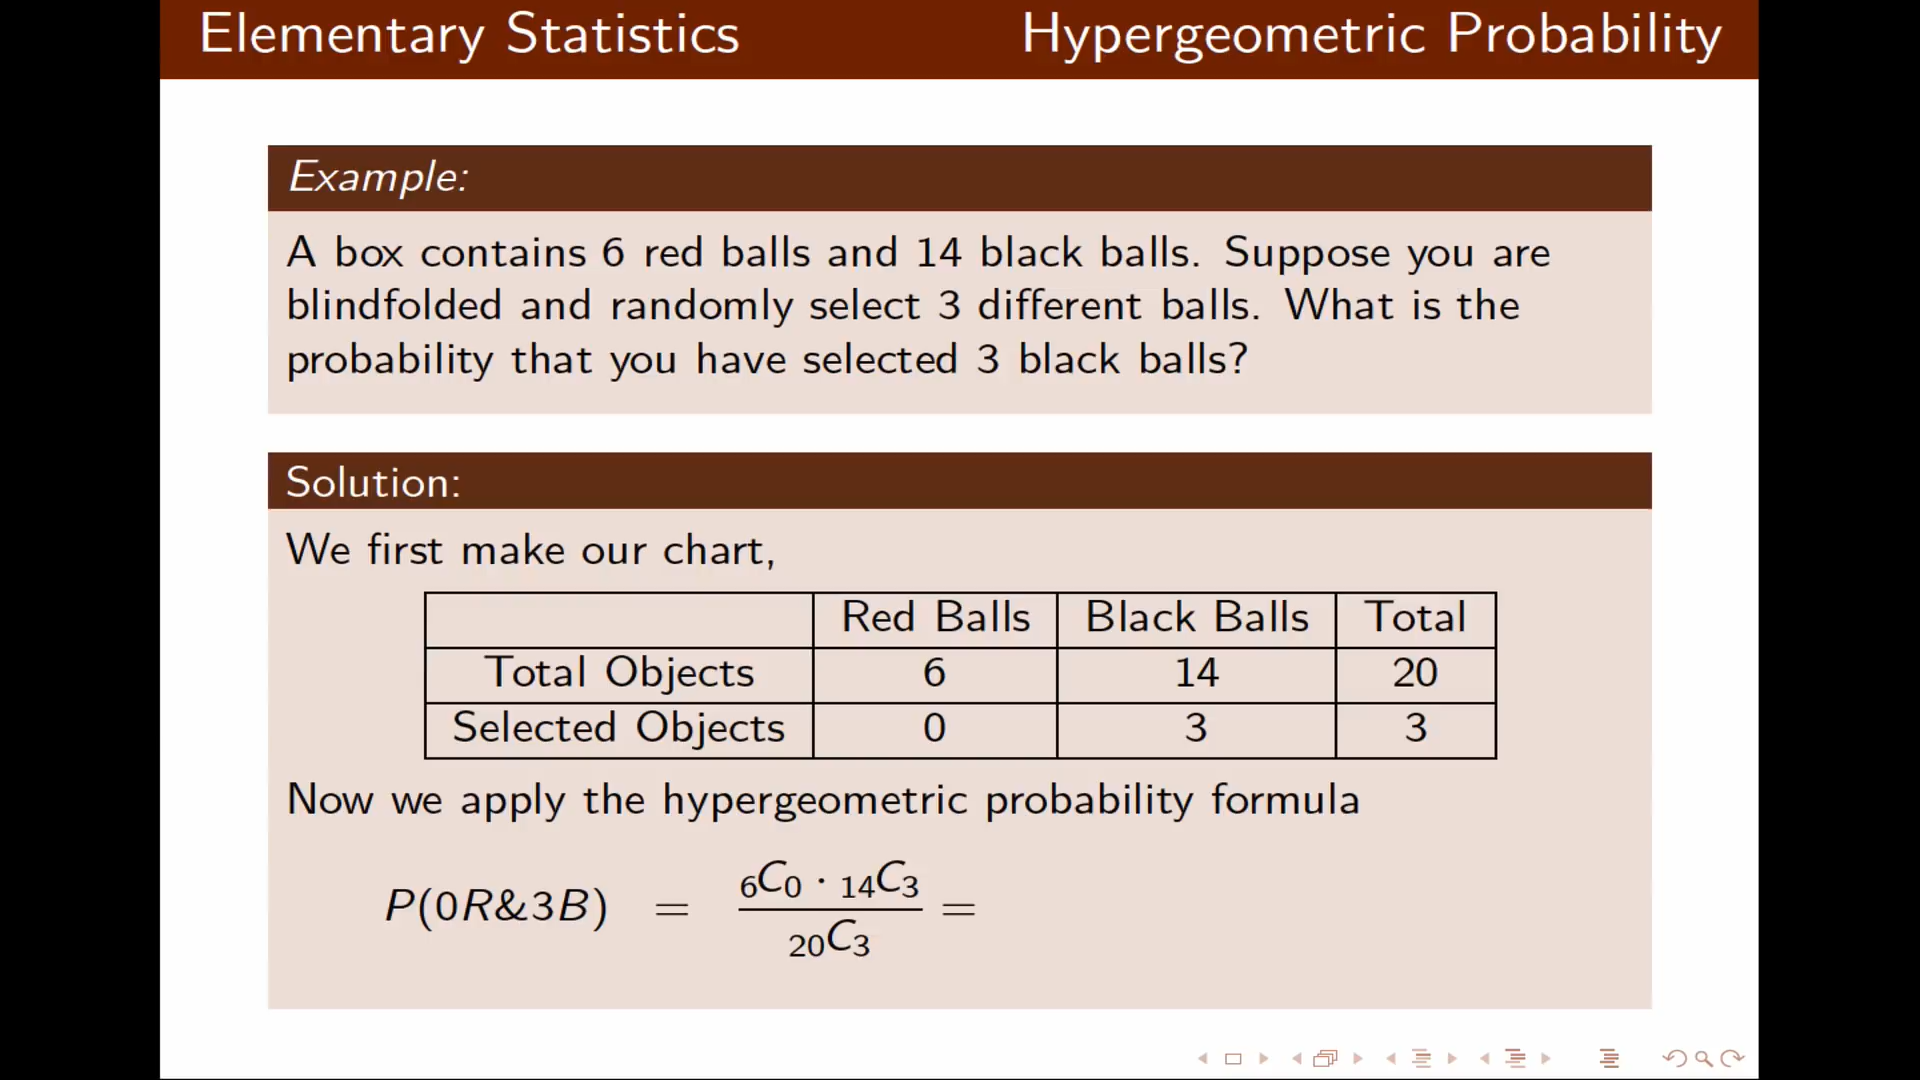 Elementary Statistics Hypergeometric Probability
Example:
A box contains 6 red balls and 14 black balls. Suppose you are
blindfolded and randomly select 3 different balls. What is the
probability that you have selected 3 black balls?
Solution:
We first make our chart,
Red Balls Black Balls Total
Total Objects 6 14 20
Selected Objects 0 3 3
Now we apply the hypergeometric probability formula
P(0R&3B) = ₆C₀ · ₁₄C₃ / ₂₀C₃ =